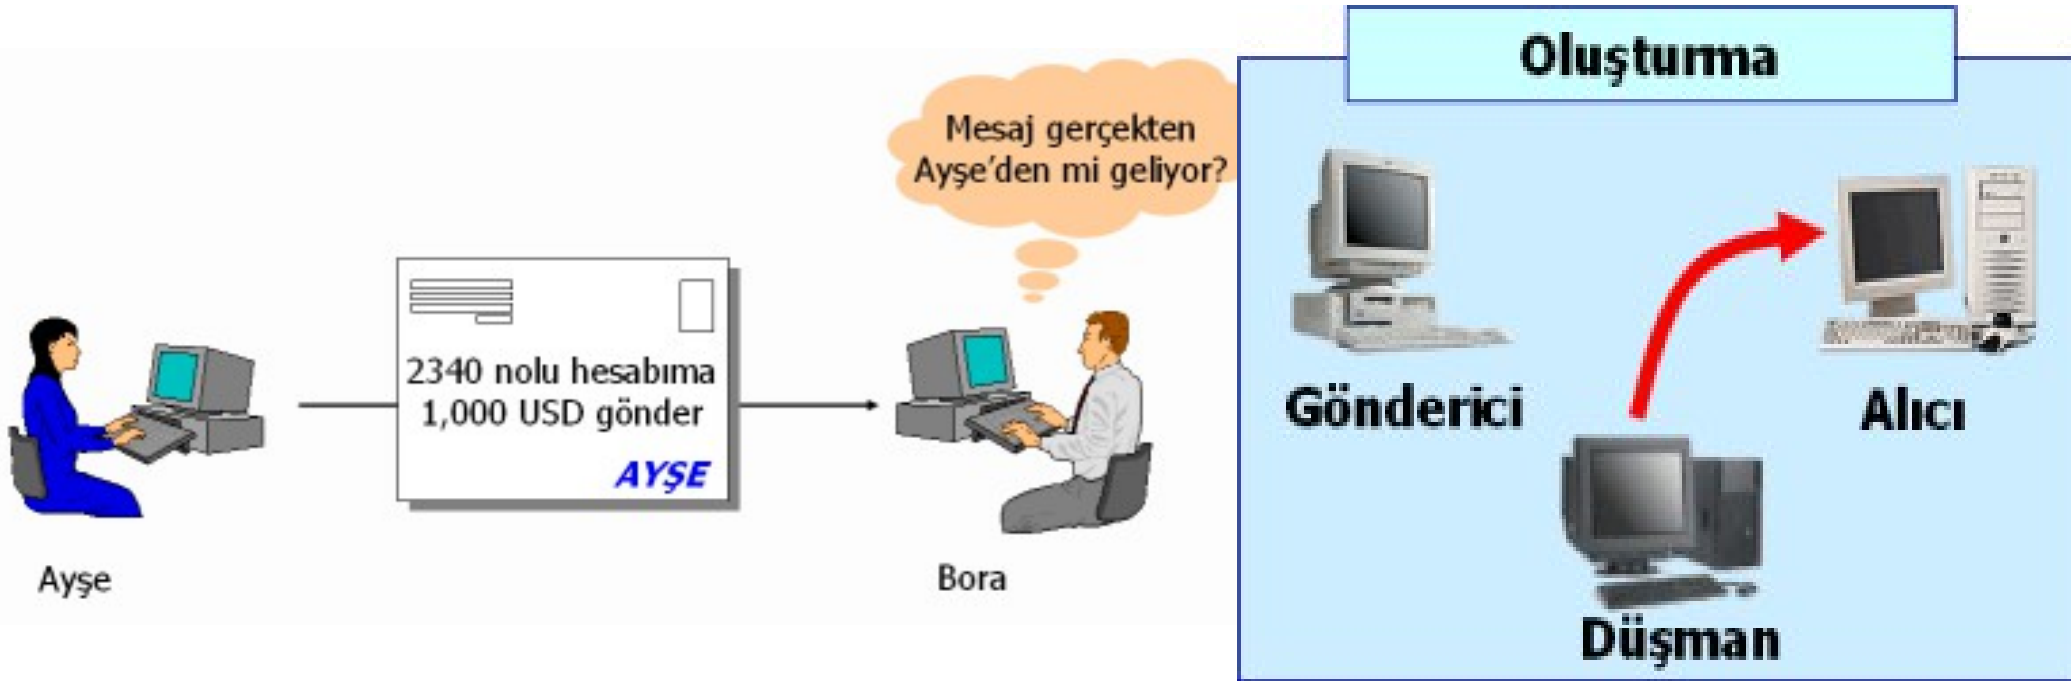 Mesaj gerçekten
Ayşe'den mi geliyor?
2340 nolu hesabıma
1,000 USD gönder
AYŞE
Ayşe
Bora
Oluşturma
Gönderici
Alıcı
Düşman